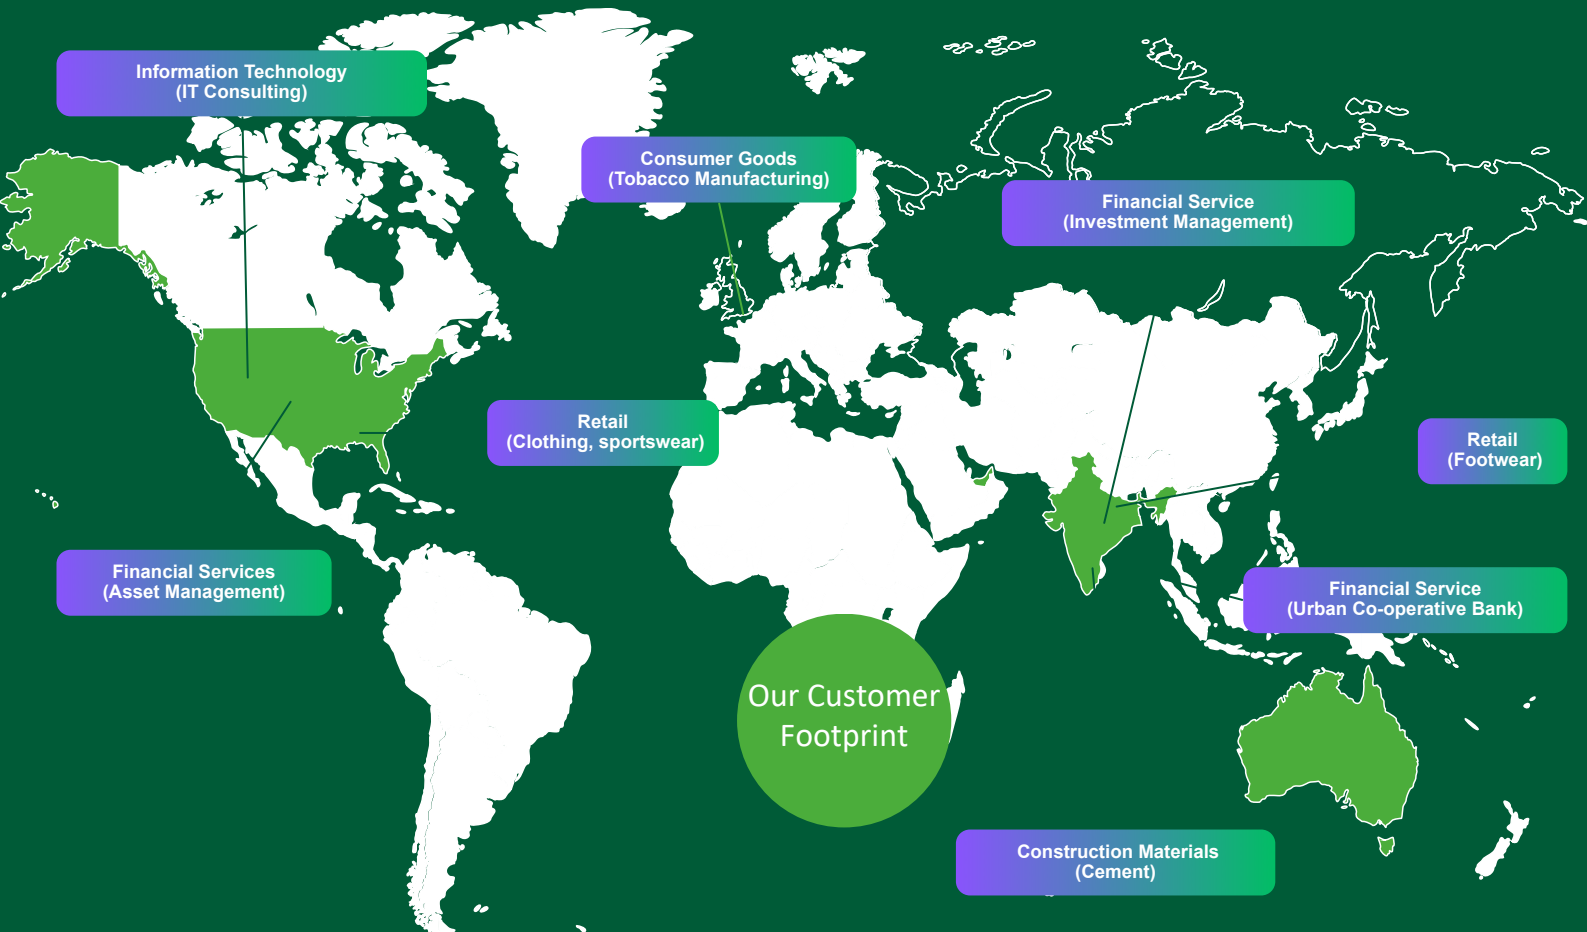 Information Technology
(IT Consulting)
Consumer Goods
(Tobacco Manufacturing)
Financial Service
(Investment Management)
Retail
(Clothing, sportswear)
Retail
(Footwear)
Financial Services
(Asset Management)
Financial Service
(Urban Co-operative Bank)
Our Customer
Footprint
Construction Materials
(Cement)